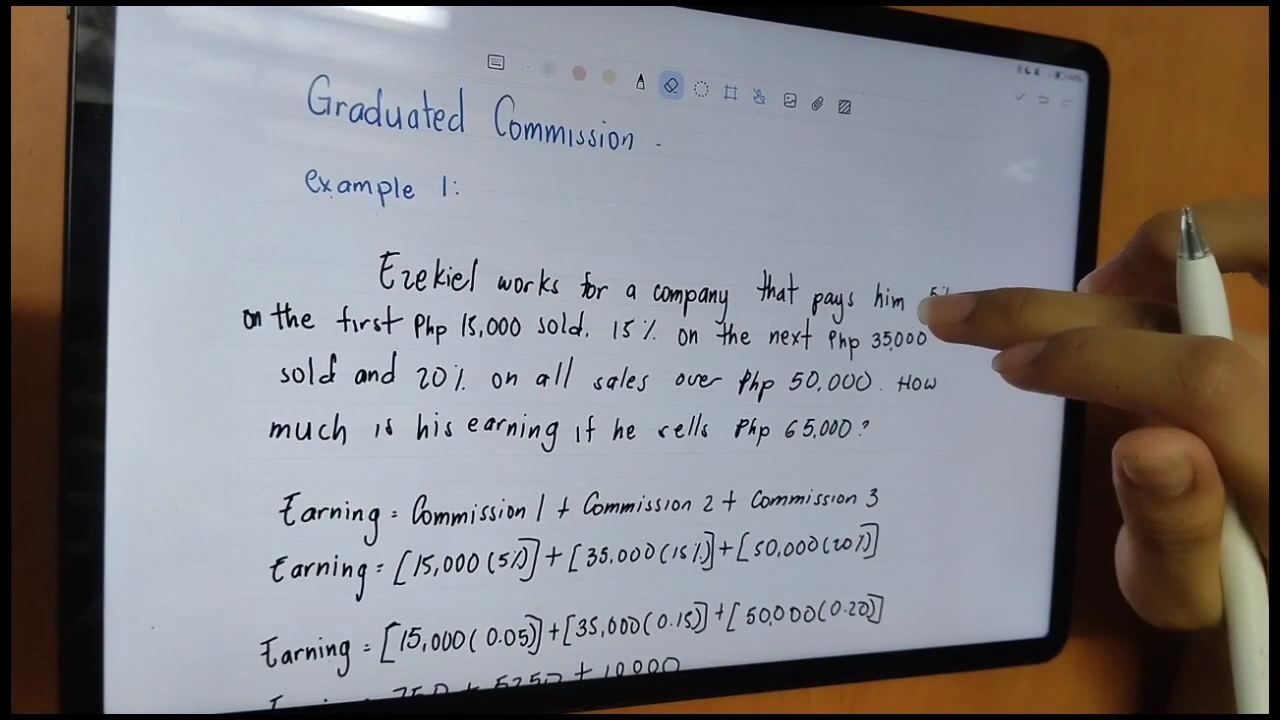 Graduated Commission
example 1:
Ezekiel works for a company that pays him
on the first Php 15,000 sold. 15% on the next Php 35,000
sold and 20% on all sales over Php 50,000. How
much is his earning if he sells Php 65,000?
Earning = Commission 1 + Commission 2 + Commission 3
Earning = [15,000 (5%)] + [35,000 (15%)] + [50,000 (20%)]
Earning = [15,000 (0.05)] + [35,000 (0.15)] + [50,000 (0.20)]
750 + 5250 + 10000